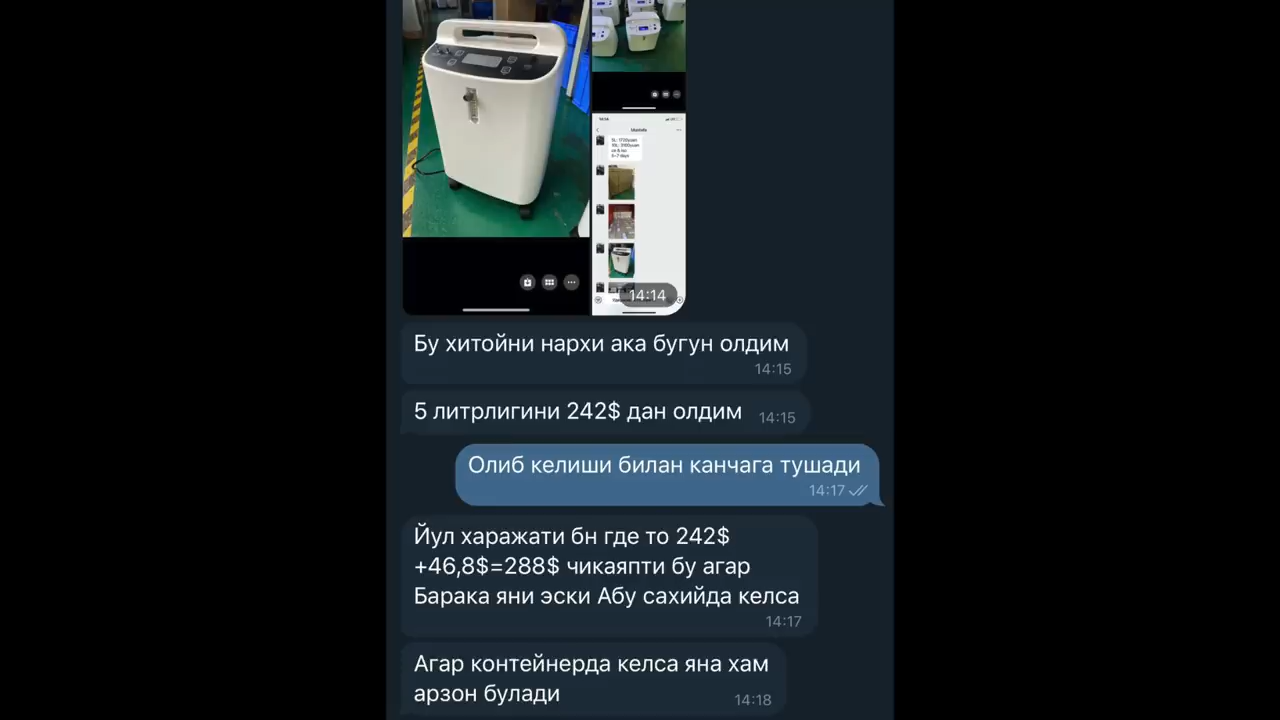 14:14
Бу хитойни нархи ака бугун олдим
14:15
5 литрлигини 242$ дан олдим 14:15
Олиб келиши билан канчага тушади
14:17
Йул харажати бн где то 242$
+46,8$=288$ чикаяпти бу агар
Барака яни эски Абу сахийда келса
14:17
Агар контейнерда келса яна хам
арзон булади 14:18